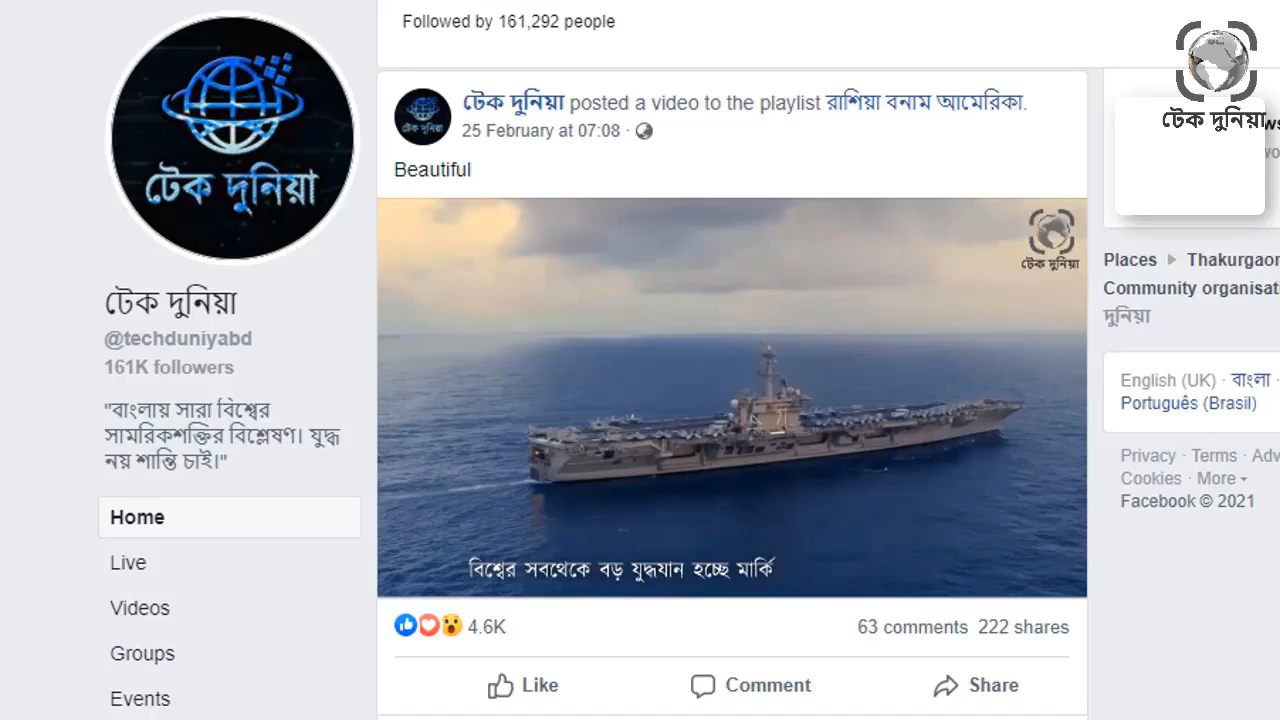 Followed by 161,292 people
টেক দুনিয়া
টেক দুনিয়া
@techduniyabd
161K followers
"বাংলায় সারা বিশ্বের
সামরিকশক্তির বিশ্লেষণ। যুদ্ধ
নয় শান্তি চাই।"
Home
Live
Videos
Groups
Events
টেক দুনিয়া posted a video to the playlist রাশিয়া বনাম আমেরিকা.
25 February at 07:08 ·
টেক দুনিয়া
Beautiful
টেক দুনিয়া
বিশ্বের সবথেকে বড় যুদ্ধযান হচ্ছে মার্কি
4.6K
63 comments 222 shares
Like
Comment
Share
টেক দুনিয়া
Places Thakurgaon
Community organisati
দুনিয়া
English (UK) · বাংলা ·
Português (Brasil)
Privacy · Terms · Adv
Cookies · More
Facebook © 2021